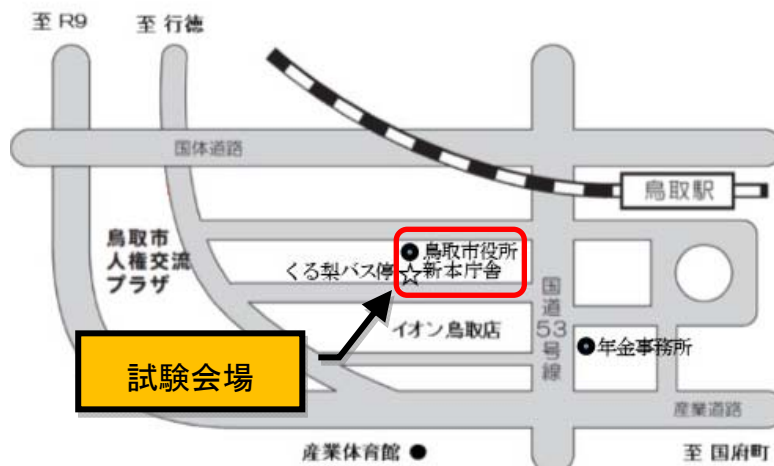 至 R9
至 行徳
国体道路
鳥取駅
鳥取市
人権交流
プラザ
鳥取市役所
くる梨バス停☆新本庁舎
国道53号線
イオン鳥取店
年金事務所
試験会場
産業道路
産業体育館
至 国府町